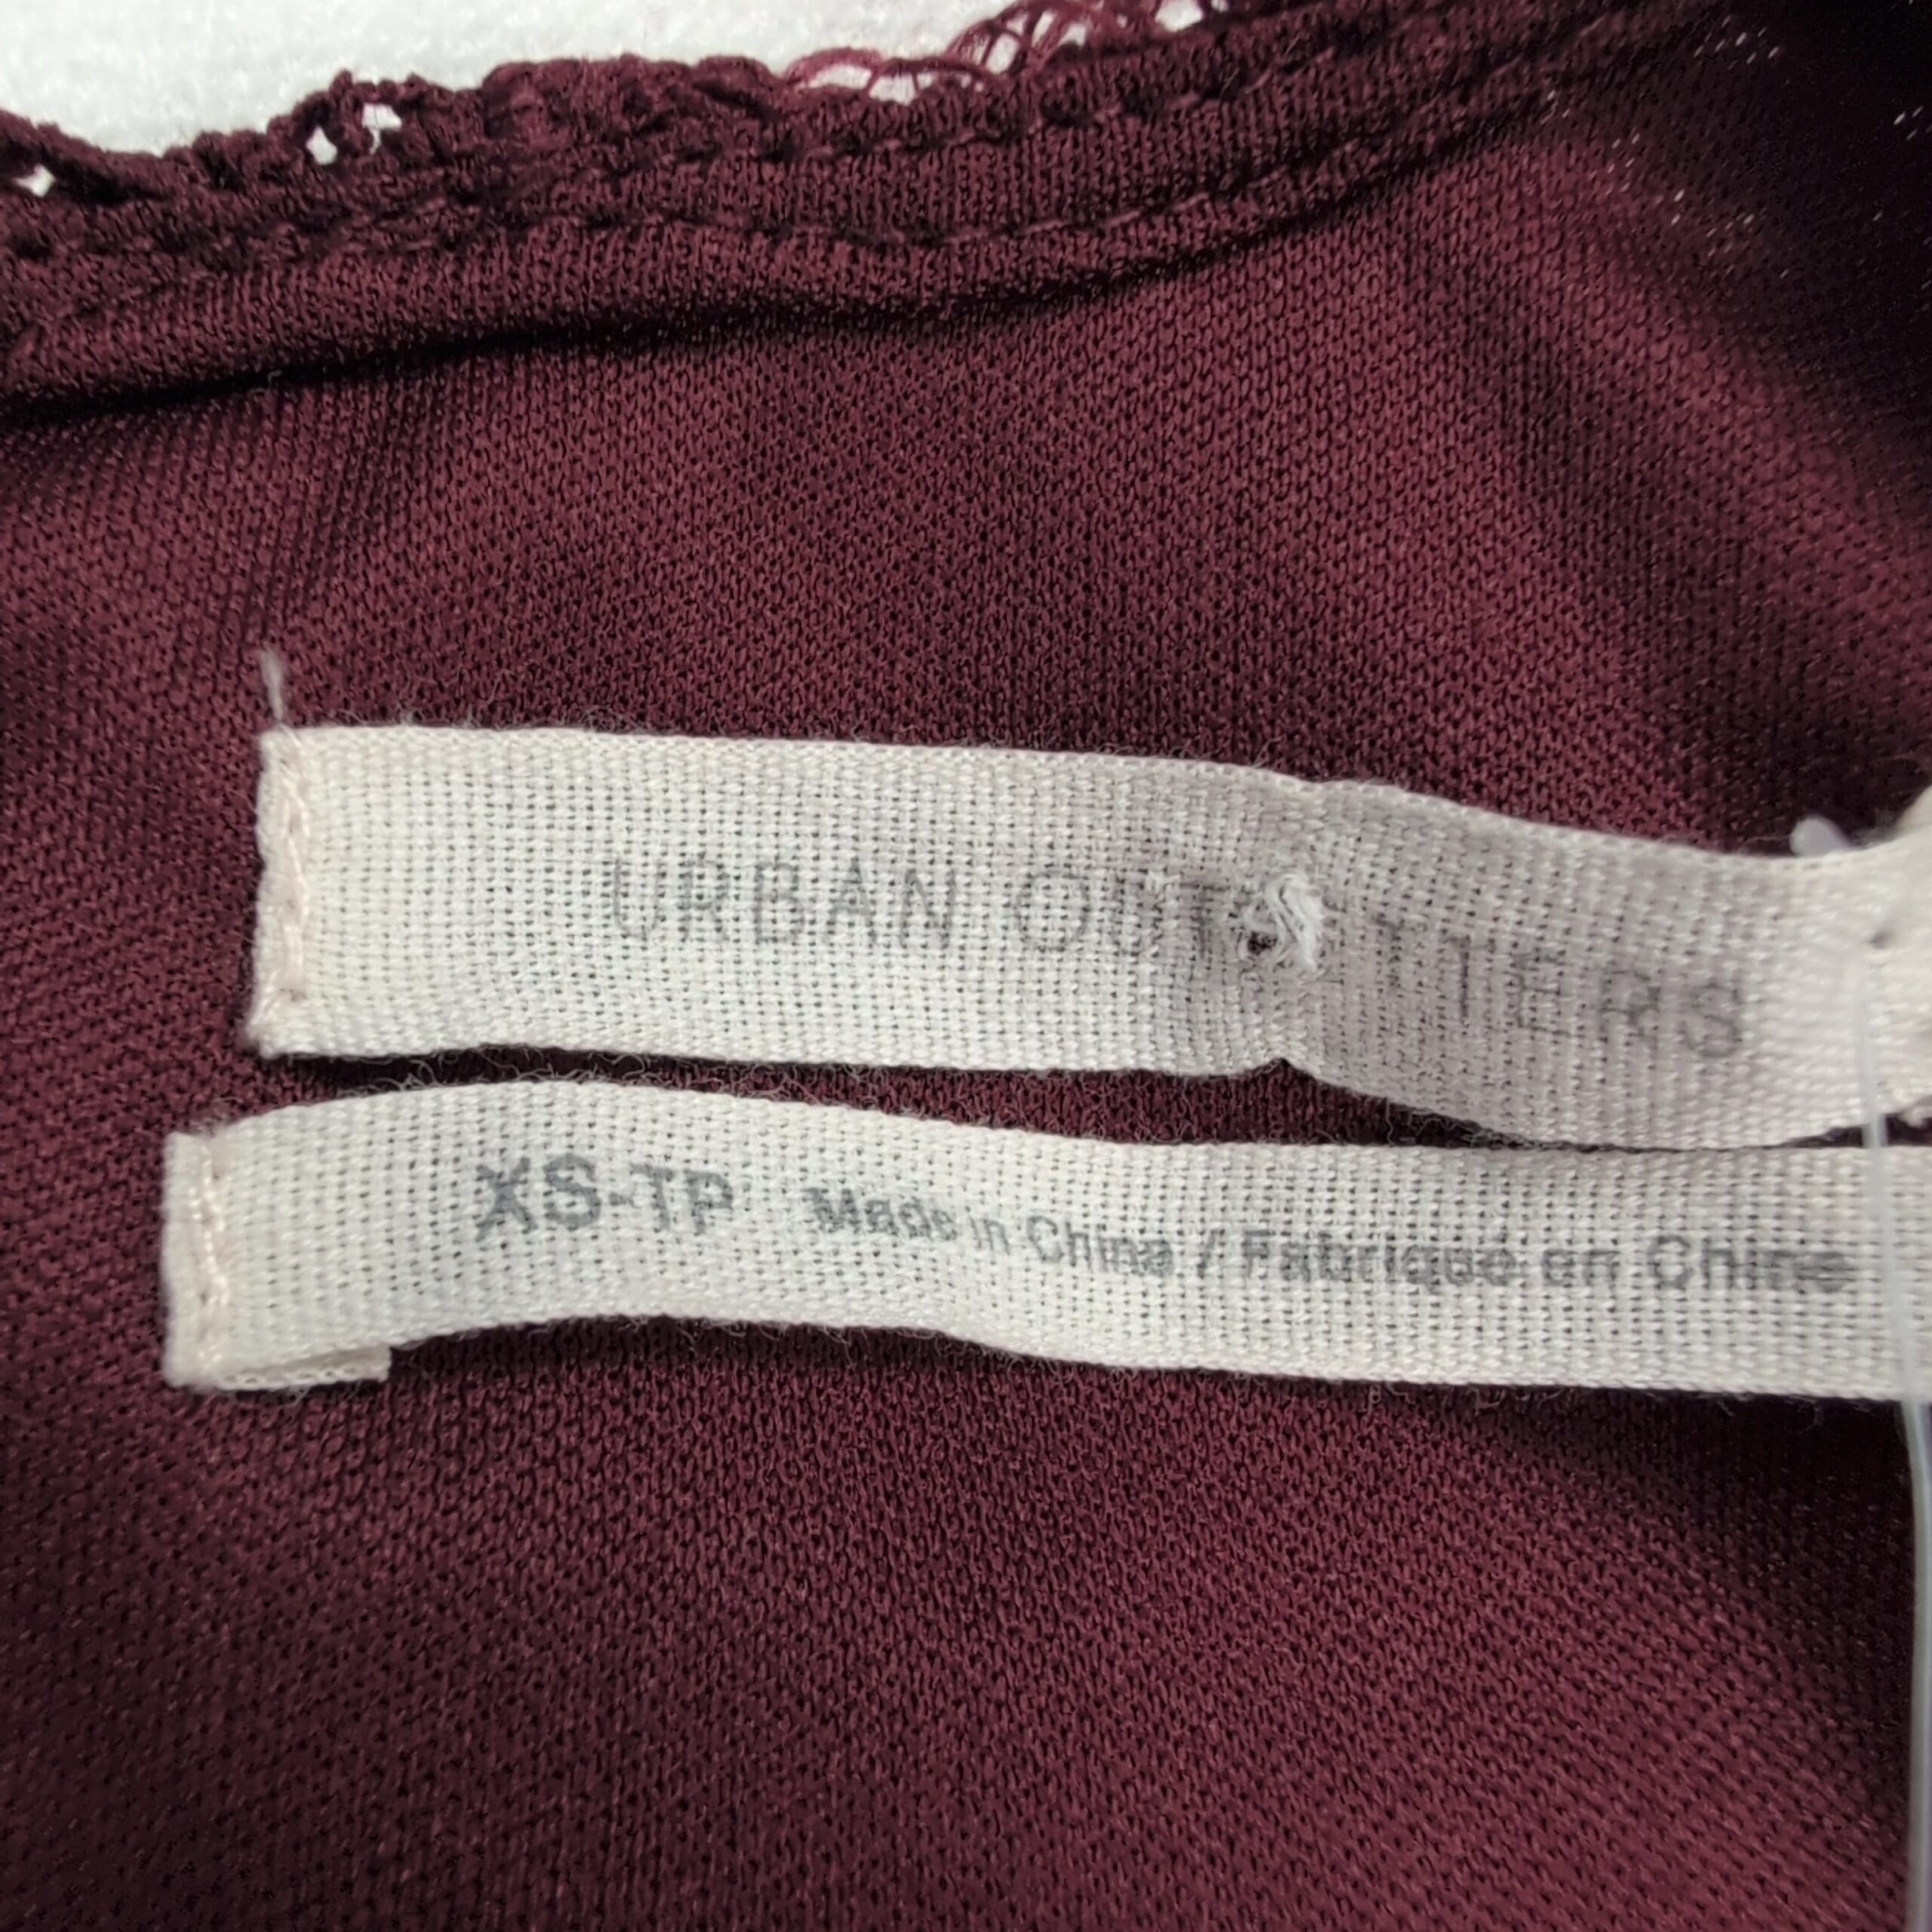 URBAN OUTFITTERS
XS-TP Made in China / Fabriqué en Chine